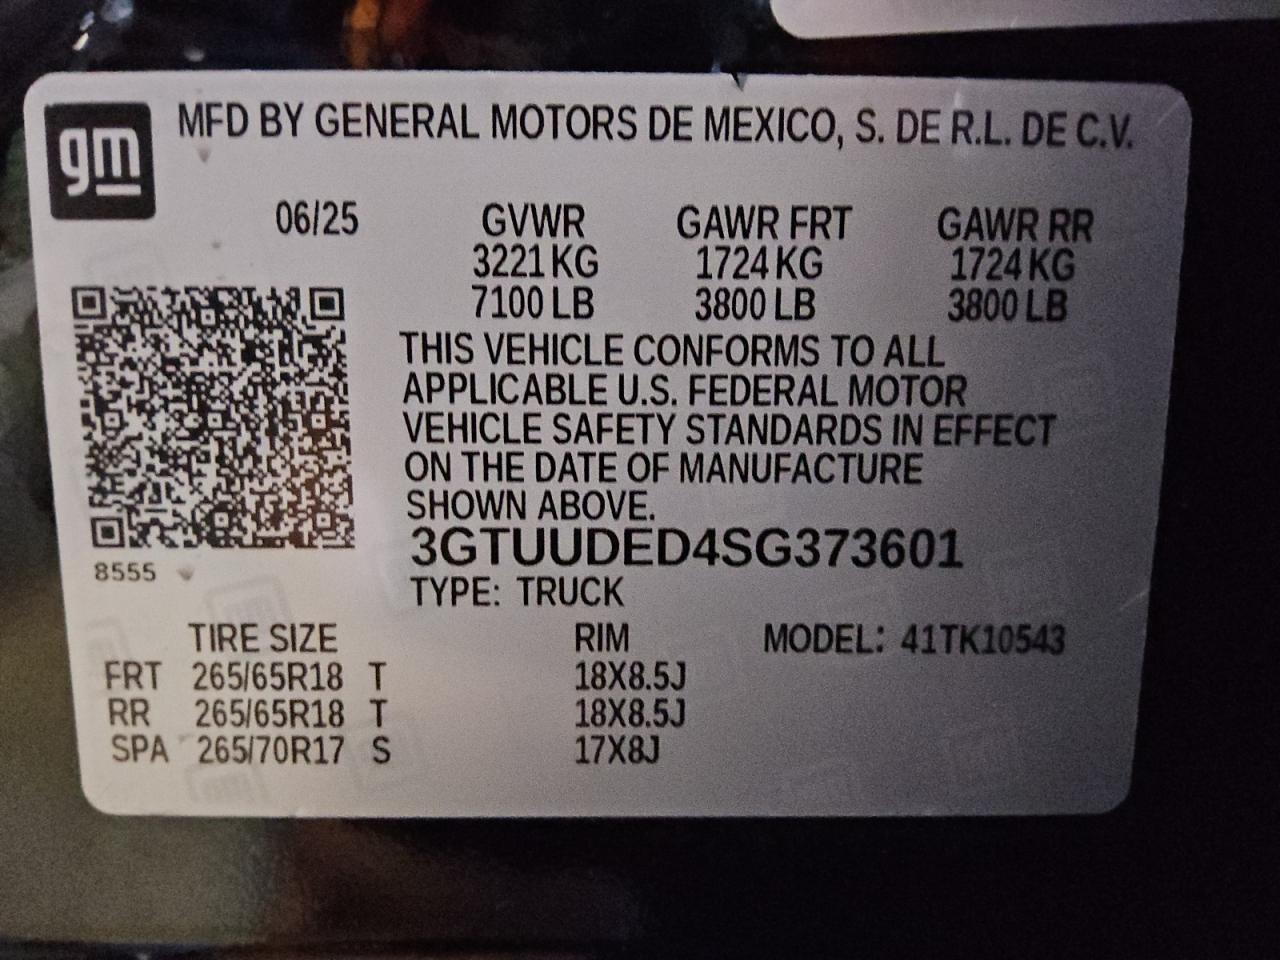 gm
MFD BY GENERAL MOTORS DE MEXICO, S. DE R.L. DE C.V.
06/25 GVWR GAWR FRT GAWR RR
3221 KG 1724 KG 1724 KG
7100 LB 3800 LB 3800 LB
THIS VEHICLE CONFORMS TO ALL
APPLICABLE U.S. FEDERAL MOTOR
VEHICLE SAFETY STANDARDS IN EFFECT
ON THE DATE OF MANUFACTURE
SHOWN ABOVE.
3GTUUDED4SG373601
8555
TYPE: TRUCK
TIRE SIZE RIM MODEL: 41TK10543
FRT 265/65R18 T 18X8.5J
RR 265/65R18 T 18X8.5J
SPA 265/70R17 S 17X8J